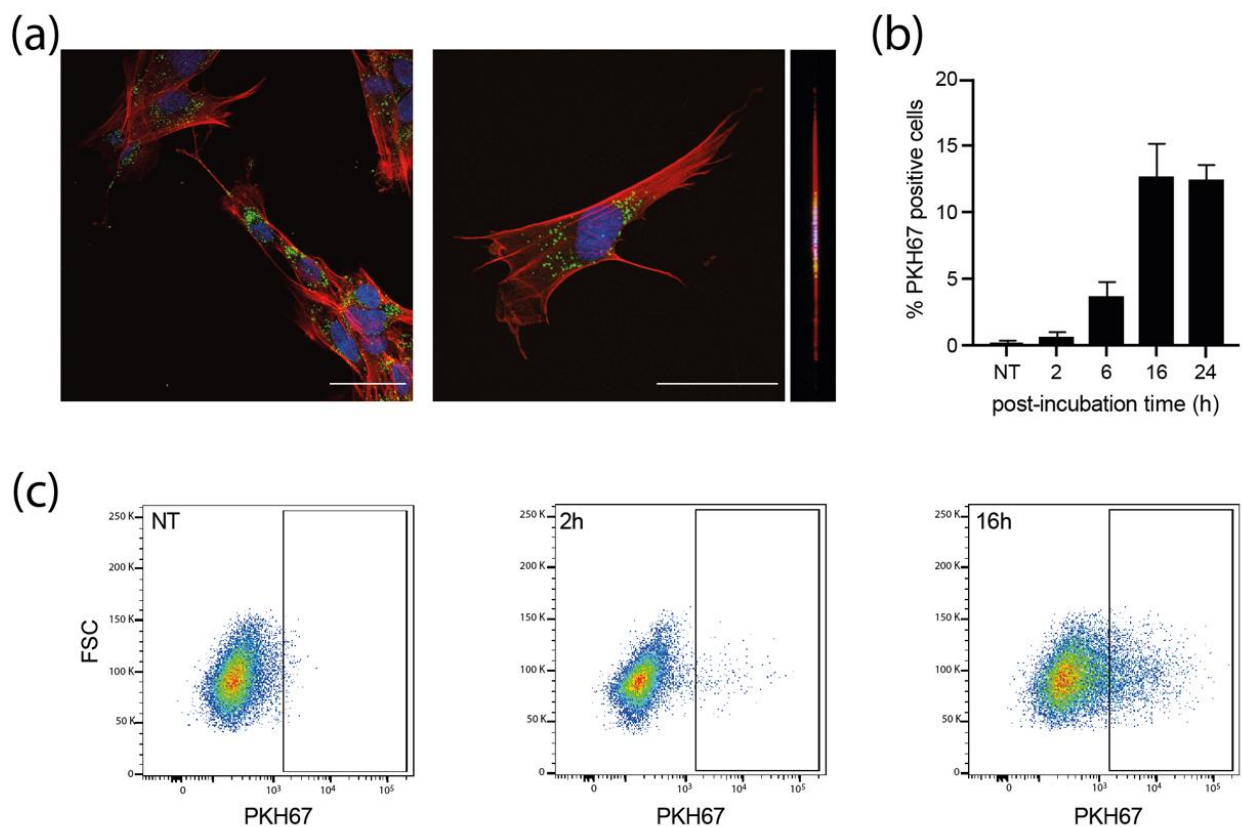 (a)
(b)
% PKH67 positive cells
20
15
10
5
0
NT 2 6 16 24
post-incubation time (h)
(c)
NT
FSC
250 K
200 K
150 K
100 K
50 K
0
0 10³ 10⁴ 10⁵
PKH67
2h
250 K
200 K
150 K
100 K
50 K
0
0 10³ 10⁴ 10⁵
PKH67
16h
250 K
200 K
150 K
100 K
50 K
0
0 10³ 10⁴ 10⁵
PKH67